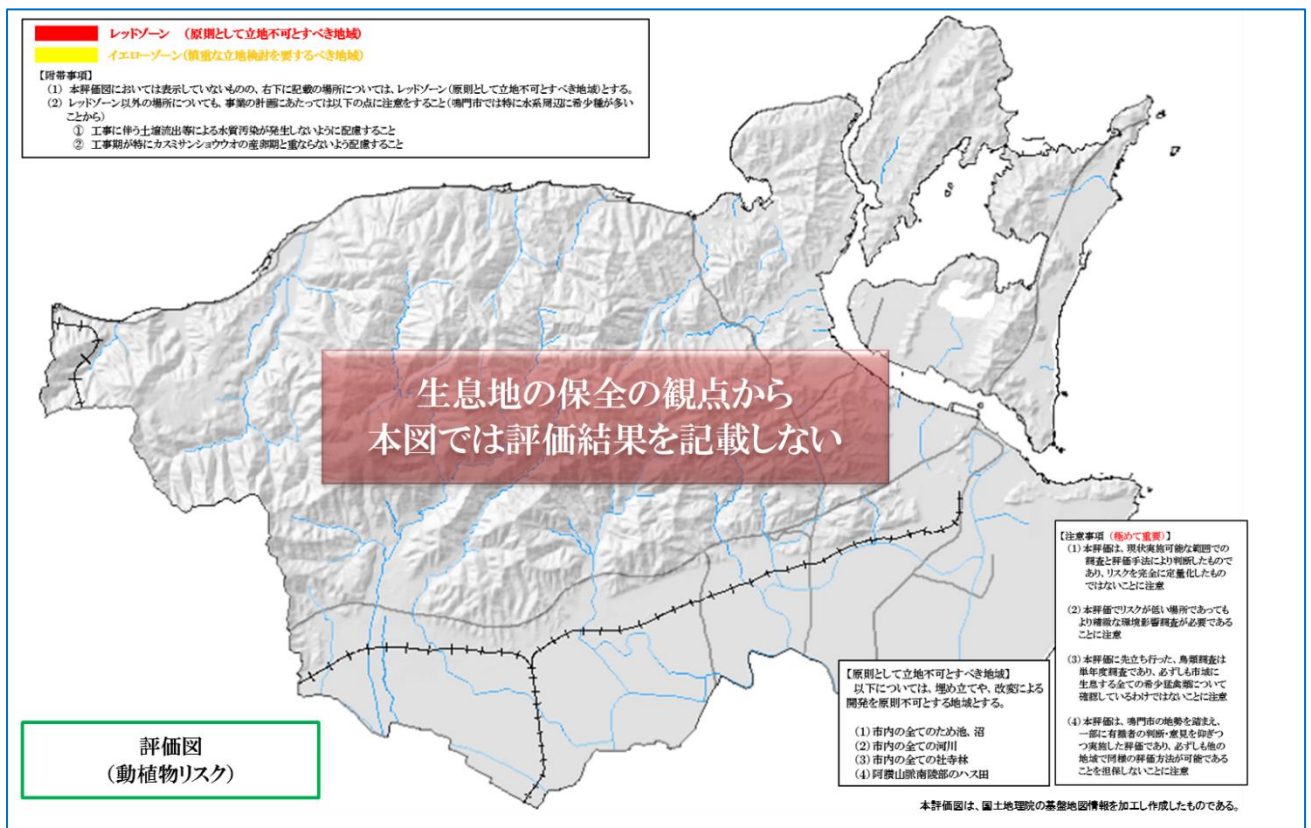 レッドゾーン （原則として立地不可とすべき地域）
イエローゾーン（慎重な立地検討を要するべき地域）
【附帯事項】
（1） 本評価図においては表示していないものの、右下に記載の場所については、レッドゾーン（原則として立地不可とすべき地域）とする。
（2） レッドゾーン以外の場所についても、事業の計画にあたっては以下の点に注意をすること（鳴門市では特に水系周辺に希少種が多い
ことから）
① 工事に伴う土壌流出等による水質汚染が発生しないように配慮すること
② 工事期が特にカスミサンショウウオの産卵期と重ならないよう配慮すること
生息地の保全の観点から
本図では評価結果を記載しない
【注意事項（極めて重要）】
（1）本評価は、現状実施可能な範囲での
調査と評価手法により判断したもので
あり、リスクを完全に定量化したもの
ではないことに注意
（2）本評価でリスクが低い場所であっても
より精緻な環境影響調査が必要である
ことに注意
（3）本評価に先立ち行った、鳥類調査は
単年度調査であり、必ずしも市域に
生息する全ての希少猛禽類について
確認しているわけではないことに注意
（4）本評価は、鳴門市の地勢を踏まえ、
一部に有識者の判断・意見を仰ぎつ
つ実施した評価であり、必ずしも他の
地域で同様の評価方法が可能である
ことを担保しないことに注意
【原則として立地不可とすべき地域】
以下については、埋め立てや、改変による
開発を原則不可とする地域とする。
（1）市内の全てのため池、沼
（2）市内の全ての河川
（3）市内の全ての社寺林
（4）阿讃山脈南陵部のハス田
評価図
（動植物リスク）
本評価図は、国土地理院の基盤地図情報を加工し作成したものである。